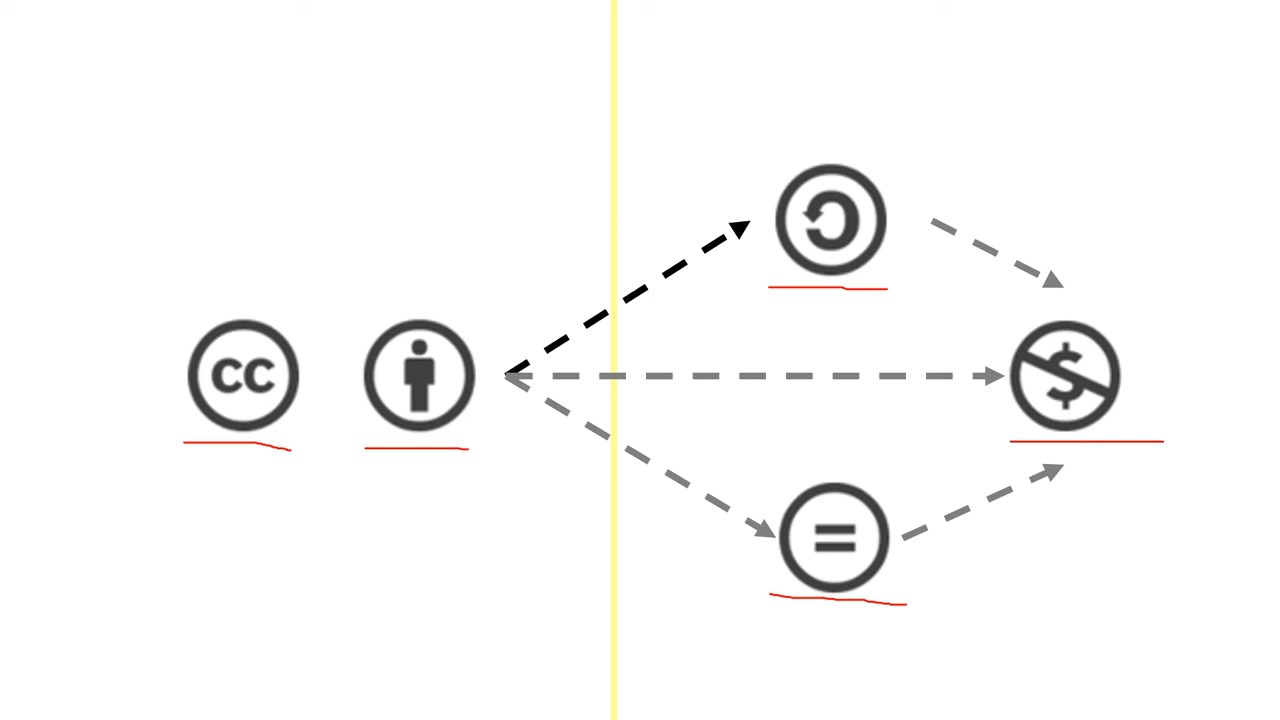 cc
$
=